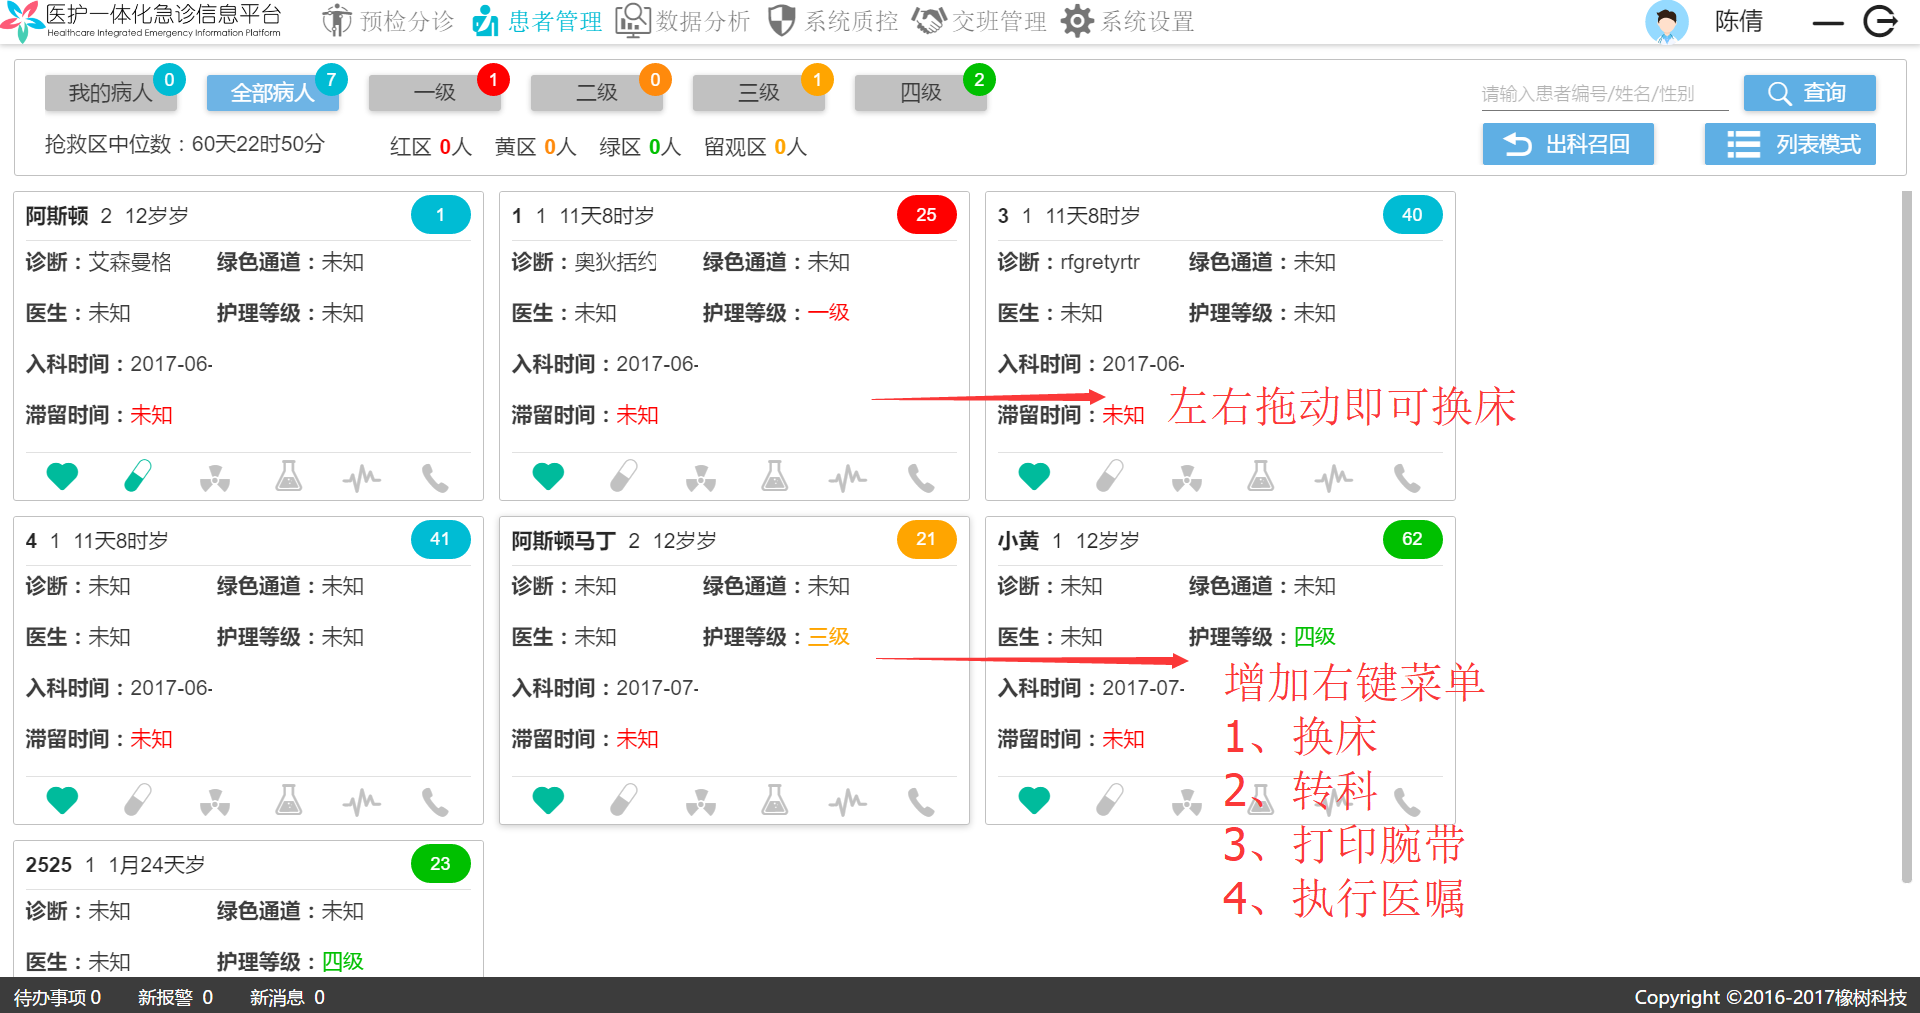 医护一体化急诊信息平台
Healthcare Integrated Emergency Information Platform
预检分诊 患者管理 数据分析 系统质控 交班管理 系统设置
陈倩
我的病人 0 全部病人 7 一级 1 二级 0 三级 1 四级 2
请输入患者编号/姓名/性别 查询
抢救区中位数：60天22时50分 红区 0人 黄区 0人 绿区 0人 留观区 0人
出科召回 列表模式
阿斯顿 2 12岁岁 1
诊断：艾森曼格 绿色通道：未知
医生：未知 护理等级：未知
入科时间：2017-06-
滞留时间：未知
1 1 11天8时岁 25
诊断：奥狄括约 绿色通道：未知
医生：未知 护理等级：一级
入科时间：2017-06-
滞留时间：未知
3 1 11天8时岁 40
诊断：rfgretyrtr 绿色通道：未知
医生：未知 护理等级：未知
入科时间：2017-06-
滞留时间：未知
左右拖动即可换床
4 1 11天8时岁 41
诊断：未知 绿色通道：未知
医生：未知 护理等级：未知
入科时间：2017-06-
滞留时间：未知
阿斯顿马丁 2 12岁岁 21
诊断：未知 绿色通道：未知
医生：未知 护理等级：三级
入科时间：2017-07-
滞留时间：未知
小黄 1 12岁岁 62
诊断：未知 绿色通道：未知
医生：未知 护理等级：四级
入科时间：2017-07-
滞留时间：未知
增加右键菜单
1、换床
2、转科
3、打印腕带
4、执行医嘱
2525 1 1月24天岁 23
诊断：未知 绿色通道：未知
医生：未知 护理等级：四级
待办事项 0 新报警 0 新消息 0
Copyright ©2016-2017橡树科技